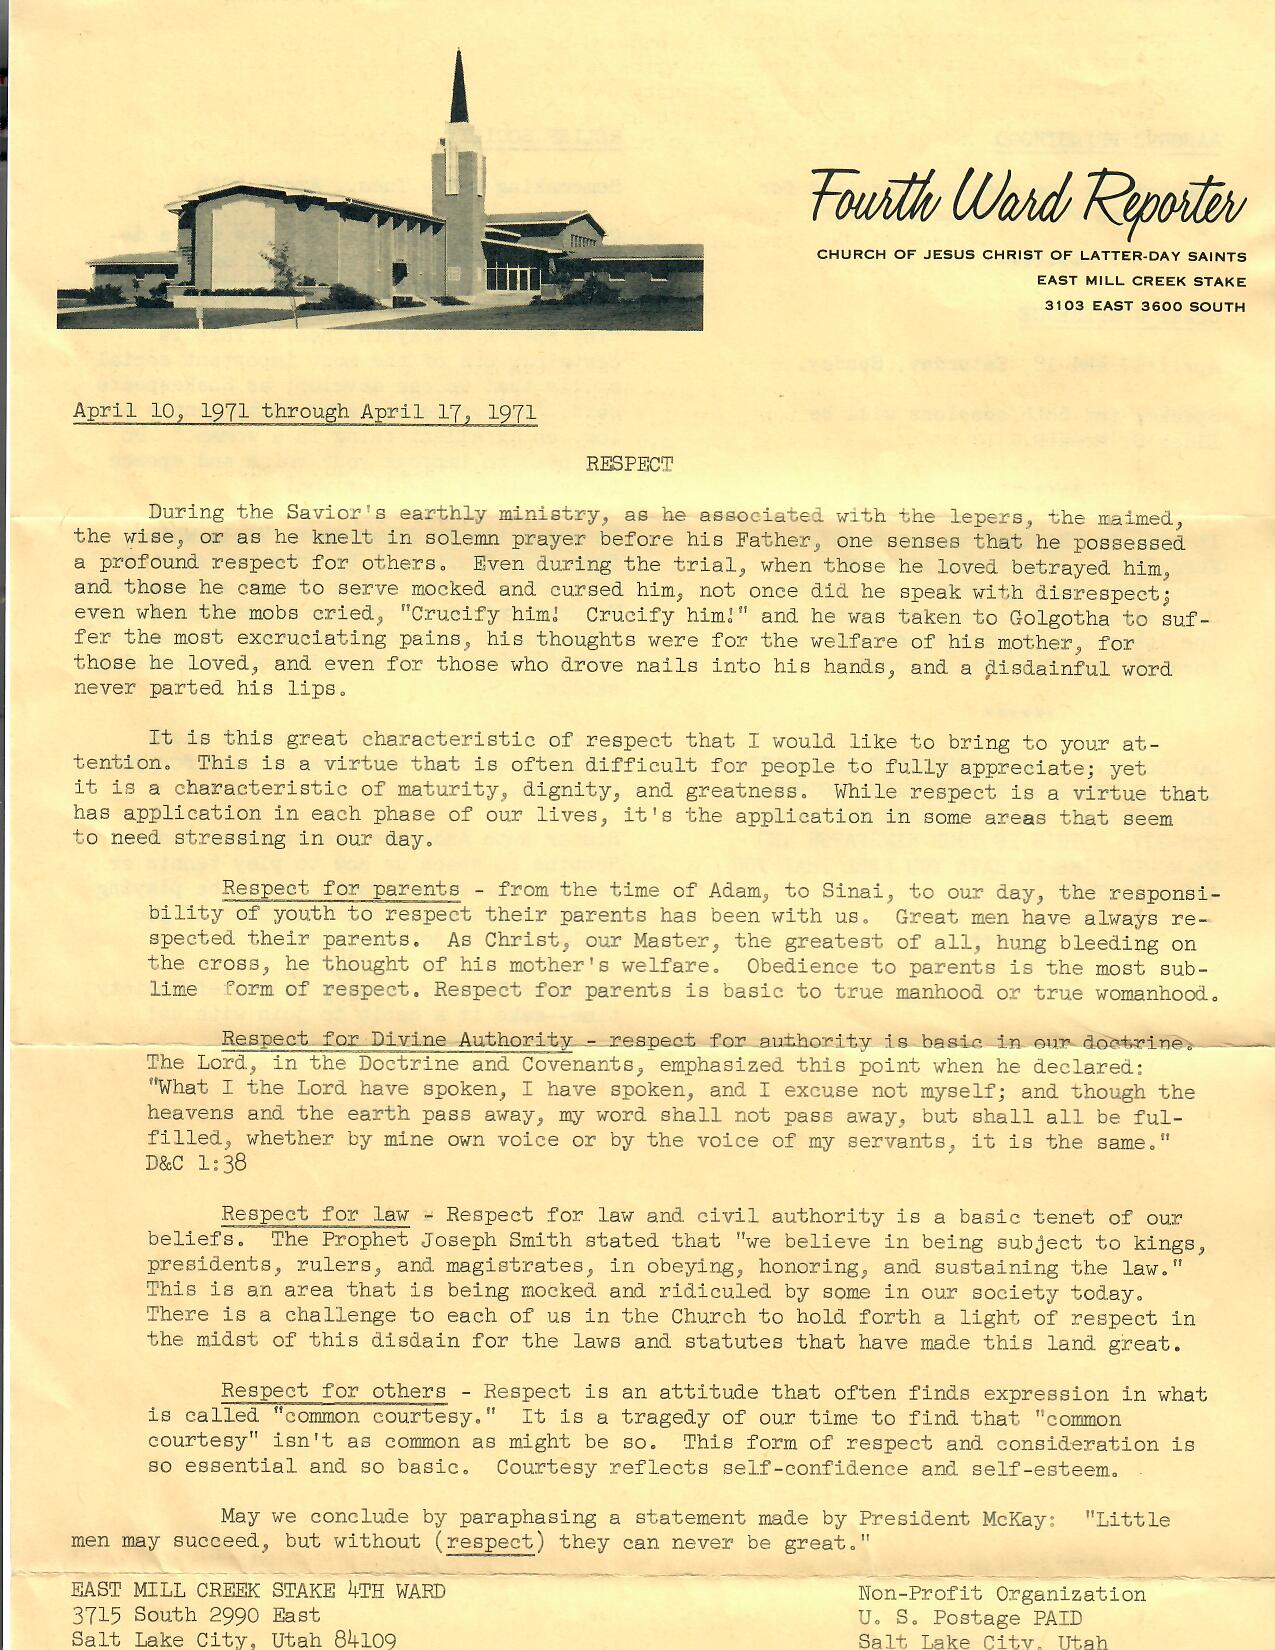 Fourth Ward Reporter
CHURCH OF JESUS CHRIST OF LATTER-DAY SAINTS
EAST MILL CREEK STAKE
3103 EAST 3600 SOUTH
April 10, 1971 through April 17, 1971
RESPECT
During the Savior's earthly ministry, as he associated with the lepers, the maimed,
the wise, or as he knelt in solemn prayer before his Father, one senses that he possessed
a profound respect for others. Even during the trial, when those he loved betrayed him,
and those he came to serve mocked and cursed him, not once did he speak with disrespect;
even when the mobs cried, "Crucify him! Crucify him!" and he was taken to Golgotha to suf-
fer the most excruciating pains, his thoughts were for the welfare of his mother, for
those he loved, and even for those who drove nails into his hands, and a disdainful word
never parted his lips.
It is this great characteristic of respect that I would like to bring to your at-
tention. This is a virtue that is often difficult for people to fully appreciate; yet
it is a characteristic of maturity, dignity, and greatness. While respect is a virtue that
has application in each phase of our lives, it's the application in some areas that seem
to need stressing in our day.
Respect for parents - from the time of Adam, to Sinai, to our day, the responsi-
bility of youth to respect their parents has been with us. Great men have always re-
spected their parents. As Christ, our Master, the greatest of all, hung bleeding on
the cross, he thought of his mother's welfare. Obedience to parents is the most sub-
lime form of respect. Respect for parents is basic to true manhood or true womanhood.
Respect for Divine Authority - respect for authority is basic in our doctrine.
The Lord, in the Doctrine and Covenants, emphasized this point when he declared:
"What I the Lord have spoken, I have spoken, and I excuse not myself; and though the
heavens and the earth pass away, my word shall not pass away, but shall all be ful-
filled, whether by mine own voice or by the voice of my servants, it is the same."
D&C 1:38
Respect for law - Respect for law and civil authority is a basic tenet of our
beliefs. The Prophet Joseph Smith stated that "we believe in being subject to kings,
presidents, rulers, and magistrates, in obeying, honoring, and sustaining the law."
This is an area that is being mocked and ridiculed by some in our society today.
There is a challenge to each of us in the Church to hold forth a light of respect in
the midst of this disdain for the laws and statutes that have made this land great.
Respect for others - Respect is an attitude that often finds expression in what
is called "common courtesy." It is a tragedy of our time to find that "common
courtesy" isn't as common as might be so. This form of respect and consideration is
so essential and so basic. Courtesy reflects self-confidence and self-esteem.
May we conclude by paraphasing a statement made by President McKay: "Little
men may succeed, but without (respect) they can never be great."
EAST MILL CREEK STAKE 4TH WARD
3715 South 2990 East
Salt Lake City, Utah 84109
Non-Profit Organization
U. S. Postage PAID
Salt Lake City, Utah